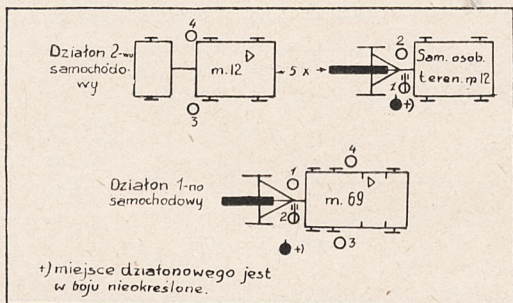 4
Działon 2-wu
samochodo-
wy
m.12
5 x
3
2
1
+)
Sam. osob.
teren. m 12
Działon 1-no
samochodowy
1
2
+)
4
m. 69
3
+) miejsce działonowego jest
w boju nieokreślone.